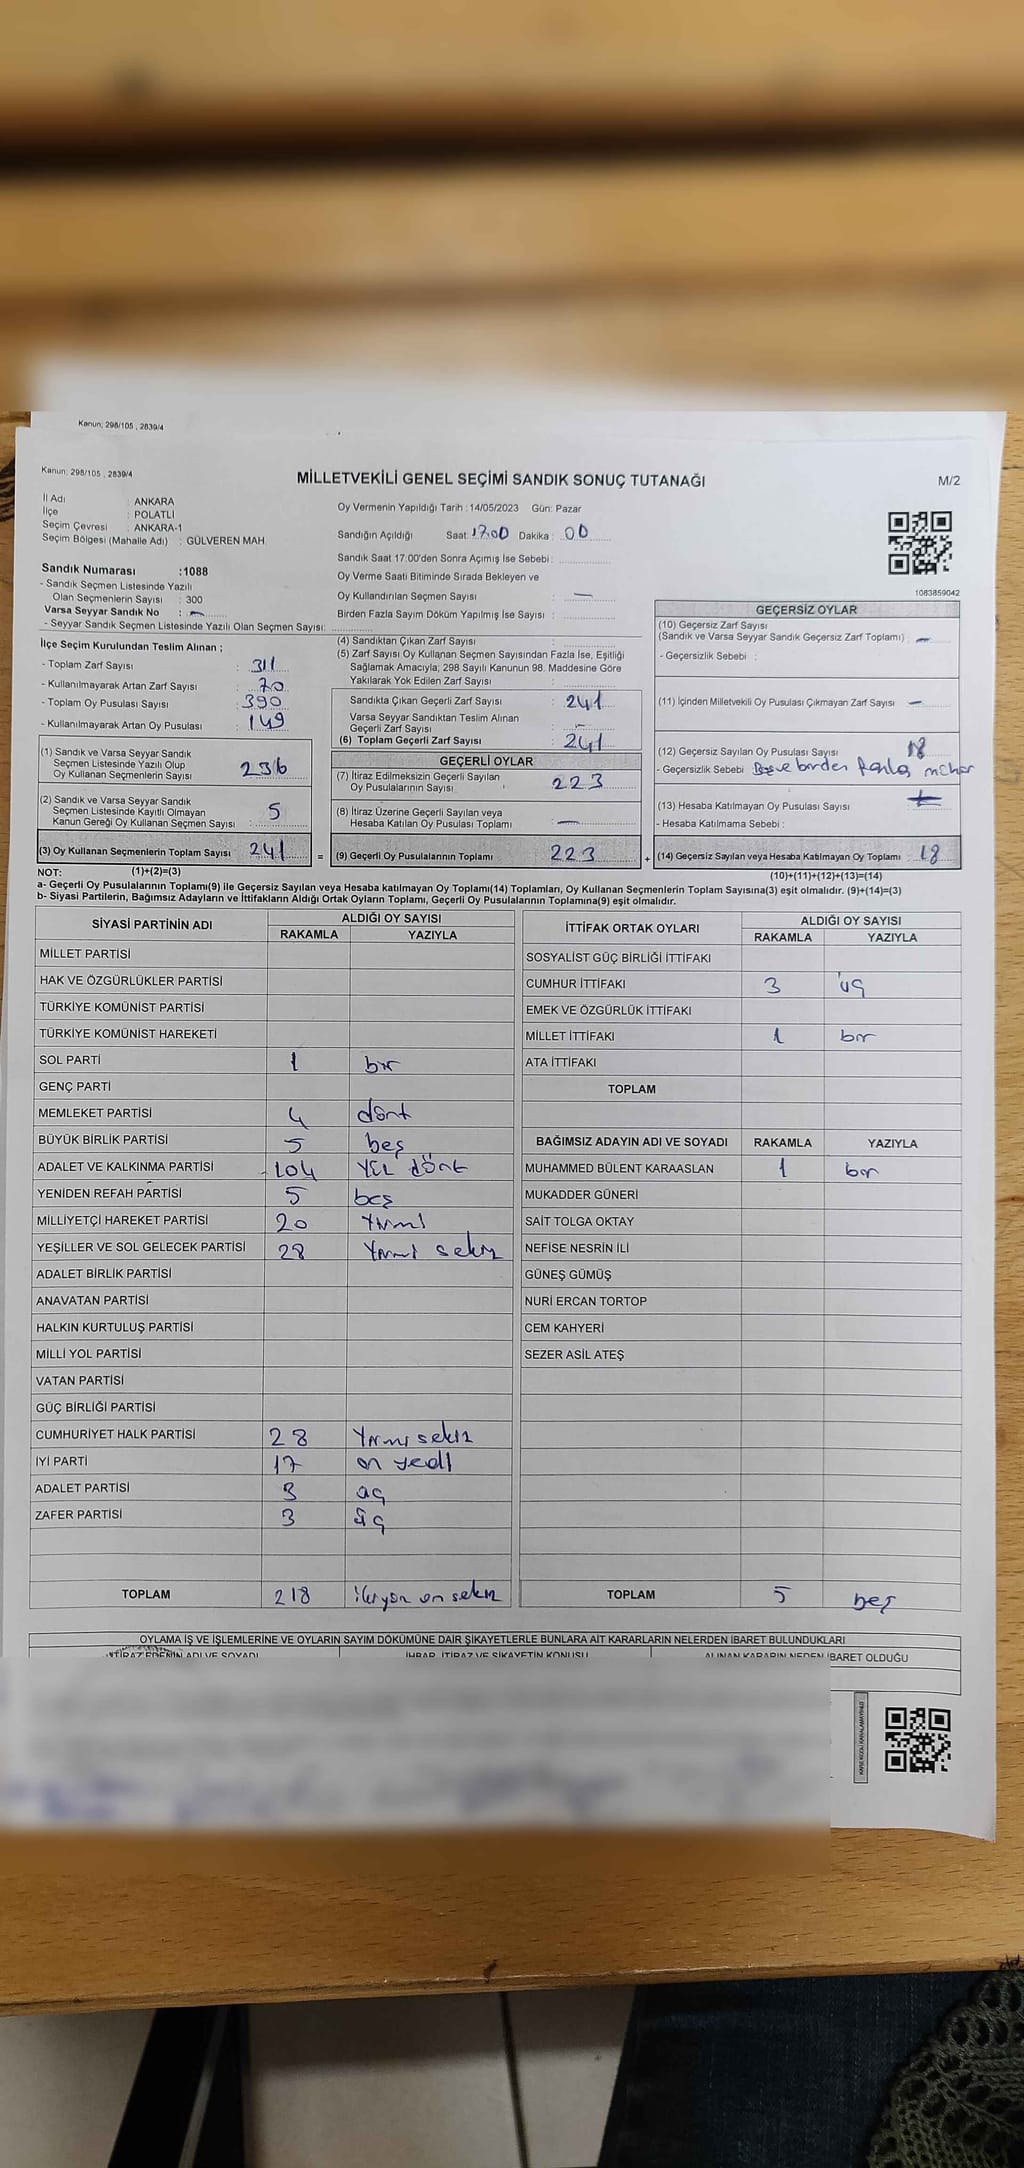 Kanun; 298/105 , 2839/4
Kanun; 298/105 , 2839/4
MİLLETVEKİLİ GENEL SEÇİMİ SANDIK SONUÇ TUTANAĞI
M/2
İl Adı : ANKARA
İlçe : POLATLI
Seçim Çevresi : ANKARA-1
Seçim Bölgesi (Mahalle Adı) : GÜLVEREN MAH.
Oy Vermenin Yapıldığı Tarih : 14/05/2023 Gün: Pazar
Sandığın Açıldığı Saat: 17:00 Dakika : 00
Sandık Saat 17:00'den Sonra Açımış İse Sebebi :
Oy Verme Saati Bitiminde Sırada Bekleyen ve
Oy Kullandırılan Seçmen Sayısı : —
Birden Fazla Sayım Döküm Yapılmış İse Sayısı :
1083859042
Sandık Numarası :1088
- Sandık Seçmen Listesinde Yazılı
Olan Seçmenlerin Sayısı : 300
Varsa Seyyar Sandık No : —
- Seyyar Sandık Seçmen Listesinde Yazılı Olan Seçmen Sayısı:
İlçe Seçim Kurulundan Teslim Alınan ;
- Toplam Zarf Sayısı : 311
- Kullanılmayarak Artan Zarf Sayısı : 70
- Toplam Oy Pusulası Sayısı : 390
- Kullanılmayarak Artan Oy Pusulası : 149
(1) Sandık ve Varsa Seyyar Sandık
Seçmen Listesinde Yazılı Olup
Oy Kullanan Seçmenlerin Sayısı : 236
(2) Sandık ve Varsa Seyyar Sandık
Seçmen Listesinde Kayıtlı Olmayan
Kanun Gereği Oy Kullanan Seçmen Sayısı : 5
(3) Oy Kullanan Seçmenlerin Toplam Sayısı : 241
(4) Sandıktan Çıkan Zarf Sayısı :
(5) Zarf Sayısı Oy Kullanan Seçmen Sayısından Fazla İse, Eşitliği
Sağlamak Amacıyla; 298 Sayılı Kanunun 98. Maddesine Göre
Yakılarak Yok Edilen Zarf Sayısı :
Sandıkta Çıkan Geçerli Zarf Sayısı : 241
Varsa Seyyar Sandıktan Teslim Alınan
Geçerli Zarf Sayısı : —
(6) Toplam Geçerli Zarf Sayısı : 241
GEÇERLİ OYLAR
(7) İtiraz Edilmeksizin Geçerli Sayılan
Oy Pusulalarının Sayısı : 223
(8) İtiraz Üzerine Geçerli Sayılan veya
Hesaba Katılan Oy Pusulası Toplamı : —
= (9) Geçerli Oy Pusulalarının Toplamı : 223
GEÇERSİZ OYLAR
(10) Geçersiz Zarf Sayısı
(Sandık ve Varsa Seyyar Sandık Geçersiz Zarf Toplamı) : —
- Geçersizlik Sebebi :
(11) İçinden Milletvekili Oy Pusulası Çıkmayan Zarf Sayısı : —
(12) Geçersiz Sayılan Oy Pusulası Sayısı : 18
- Geçersizlik Sebebi : Boş ve birden fazla mühür
(13) Hesaba Katılmayan Oy Pusulası Sayısı :
- Hesaba Katılmama Sebebi :
+ (14) Geçersiz Sayılan veya Hesaba Katılmayan Oy Toplamı : 18
NOT: (1)+(2)=(3)
(10)+(11)+(12)+(13)=(14)
a- Geçerli Oy Pusulalarının Toplamı(9) ile Geçersiz Sayılan veya Hesaba katılmayan Oy Toplamı(14) Toplamları, Oy Kullanan Seçmenlerin Toplam Sayısına(3) eşit olmalıdır. (9)+(14)=(3)
b- Siyasi Partilerin, Bağımsız Adayların ve İttifakların Aldığı Ortak Oyların Toplamı, Geçerli Oy Pusulalarının Toplamına(9) eşit olmalıdır.
SİYASİ PARTİNİN ADI
ALDIĞI OY SAYISI
RAKAMLA YAZIYLA
MİLLET PARTİSİ
HAK VE ÖZGÜRLÜKLER PARTİSİ
TÜRKİYE KOMÜNİST PARTİSİ
TÜRKİYE KOMÜNİST HAREKETİ
SOL PARTİ 1 bir
GENÇ PARTİ
MEMLEKET PARTİSİ 4 dört
BÜYÜK BİRLİK PARTİSİ 5 beş
ADALET VE KALKINMA PARTİSİ 104 yüz dört
YENİDEN REFAH PARTİSİ 5 beş
MİLLİYETÇİ HAREKET PARTİSİ 20 Yirmi
YEŞİLLER VE SOL GELECEK PARTİSİ 28 Yirmi sekiz
ADALET BİRLİK PARTİSİ
ANAVATAN PARTİSİ
HALKIN KURTULUŞ PARTİSİ
MİLLİ YOL PARTİSİ
VATAN PARTİSİ
GÜÇ BİRLİĞİ PARTİSİ
CUMHURİYET HALK PARTİSİ 28 Yirmi sekiz
İYİ PARTİ 17 on yedi
ADALET PARTİSİ 3 üç
ZAFER PARTİSİ 3 üç
TOPLAM 218 ikiyüz on sekiz
İTTİFAK ORTAK OYLARI
ALDIĞI OY SAYISI
RAKAMLA YAZIYLA
SOSYALİST GÜÇ BİRLİĞİ İTTİFAKI
CUMHUR İTTİFAKI 3 üç
EMEK VE ÖZGÜRLÜK İTTİFAKI
MİLLET İTTİFAKI 1 bir
ATA İTTİFAKI
TOPLAM
BAĞIMSIZ ADAYIN ADI VE SOYADI RAKAMLA YAZIYLA
MUHAMMED BÜLENT KARAASLAN 1 bir
MUKADDER GÜNERİ
SAİT TOLGA OKTAY
NEFİSE NESRİN İLİ
GÜNEŞ GÜMÜŞ
NURİ ERCAN TORTOP
CEM KAHYERİ
SEZER ASİL ATEŞ
TOPLAM 5 beş
OYLAMA İŞ VE İŞLEMLERİNE VE OYLARIN SAYIM DÖKÜMÜNE DAİR ŞİKAYETLERLE BUNLARA AİT KARARLARIN NELERDEN İBARET BULUNDUKLARI
İTİRAZ EDENİN ADI VE SOYADI
İHBAR, İTİRAZ VE ŞİKAYETİN KONUSU
ALINAN KARARIN NEDEN İBARET OLDUĞU